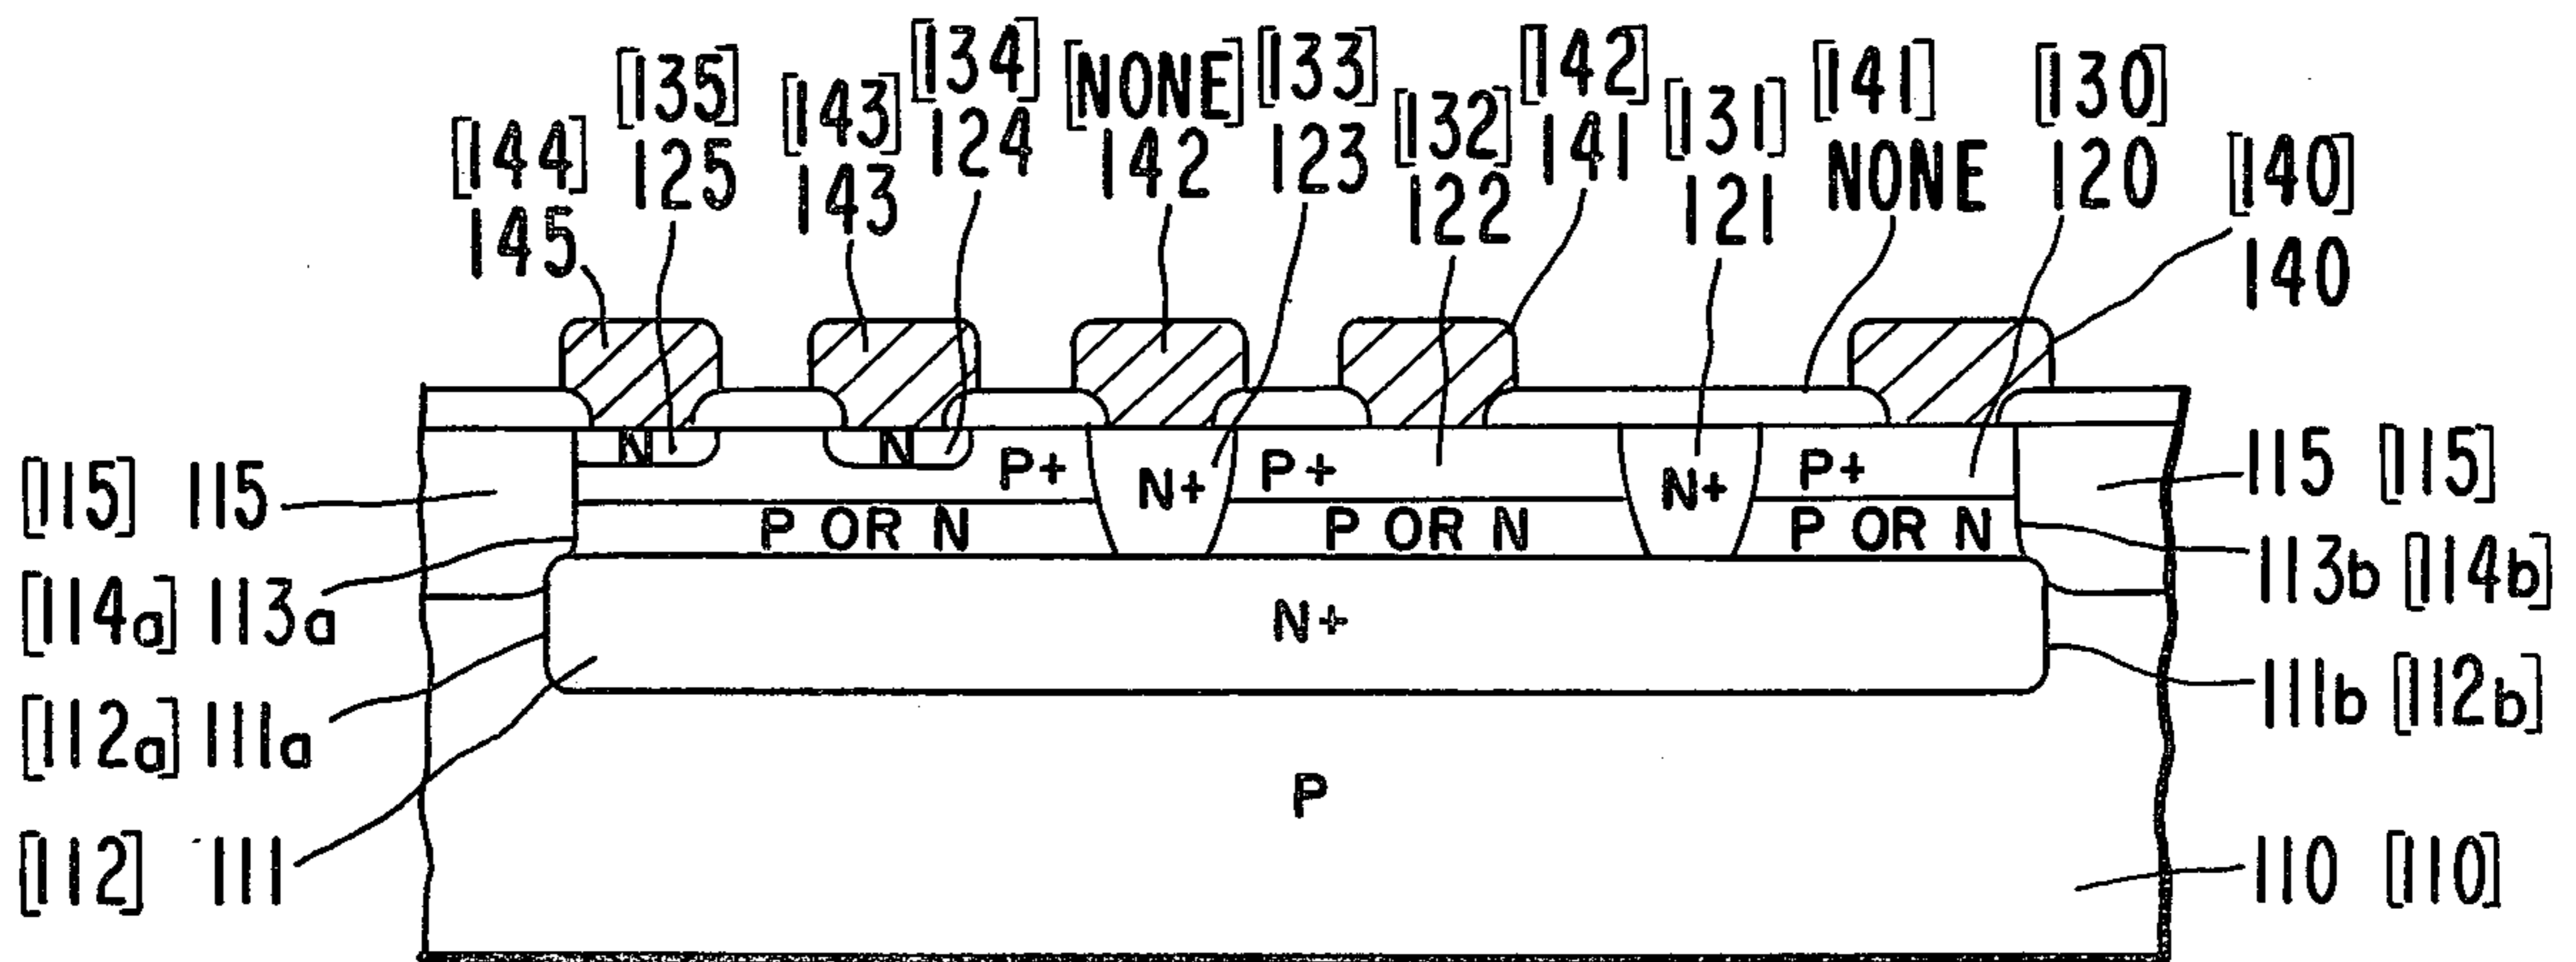 [144]
145
[135]
125
[143]
143
[134]
124
[NONE]
142
[133]
123
[132]
122
[142]
141
[131]
121
[141]
NONE
[130]
120
[140]
140
N
N
P+
N+
P+
N+
P+
P OR N
P OR N
P OR N
N+
P
[115] 115
[114a] 113a
[112a] 111a
[112] 111
115 [115]
113b [114b]
111b [112b]
110 [110]